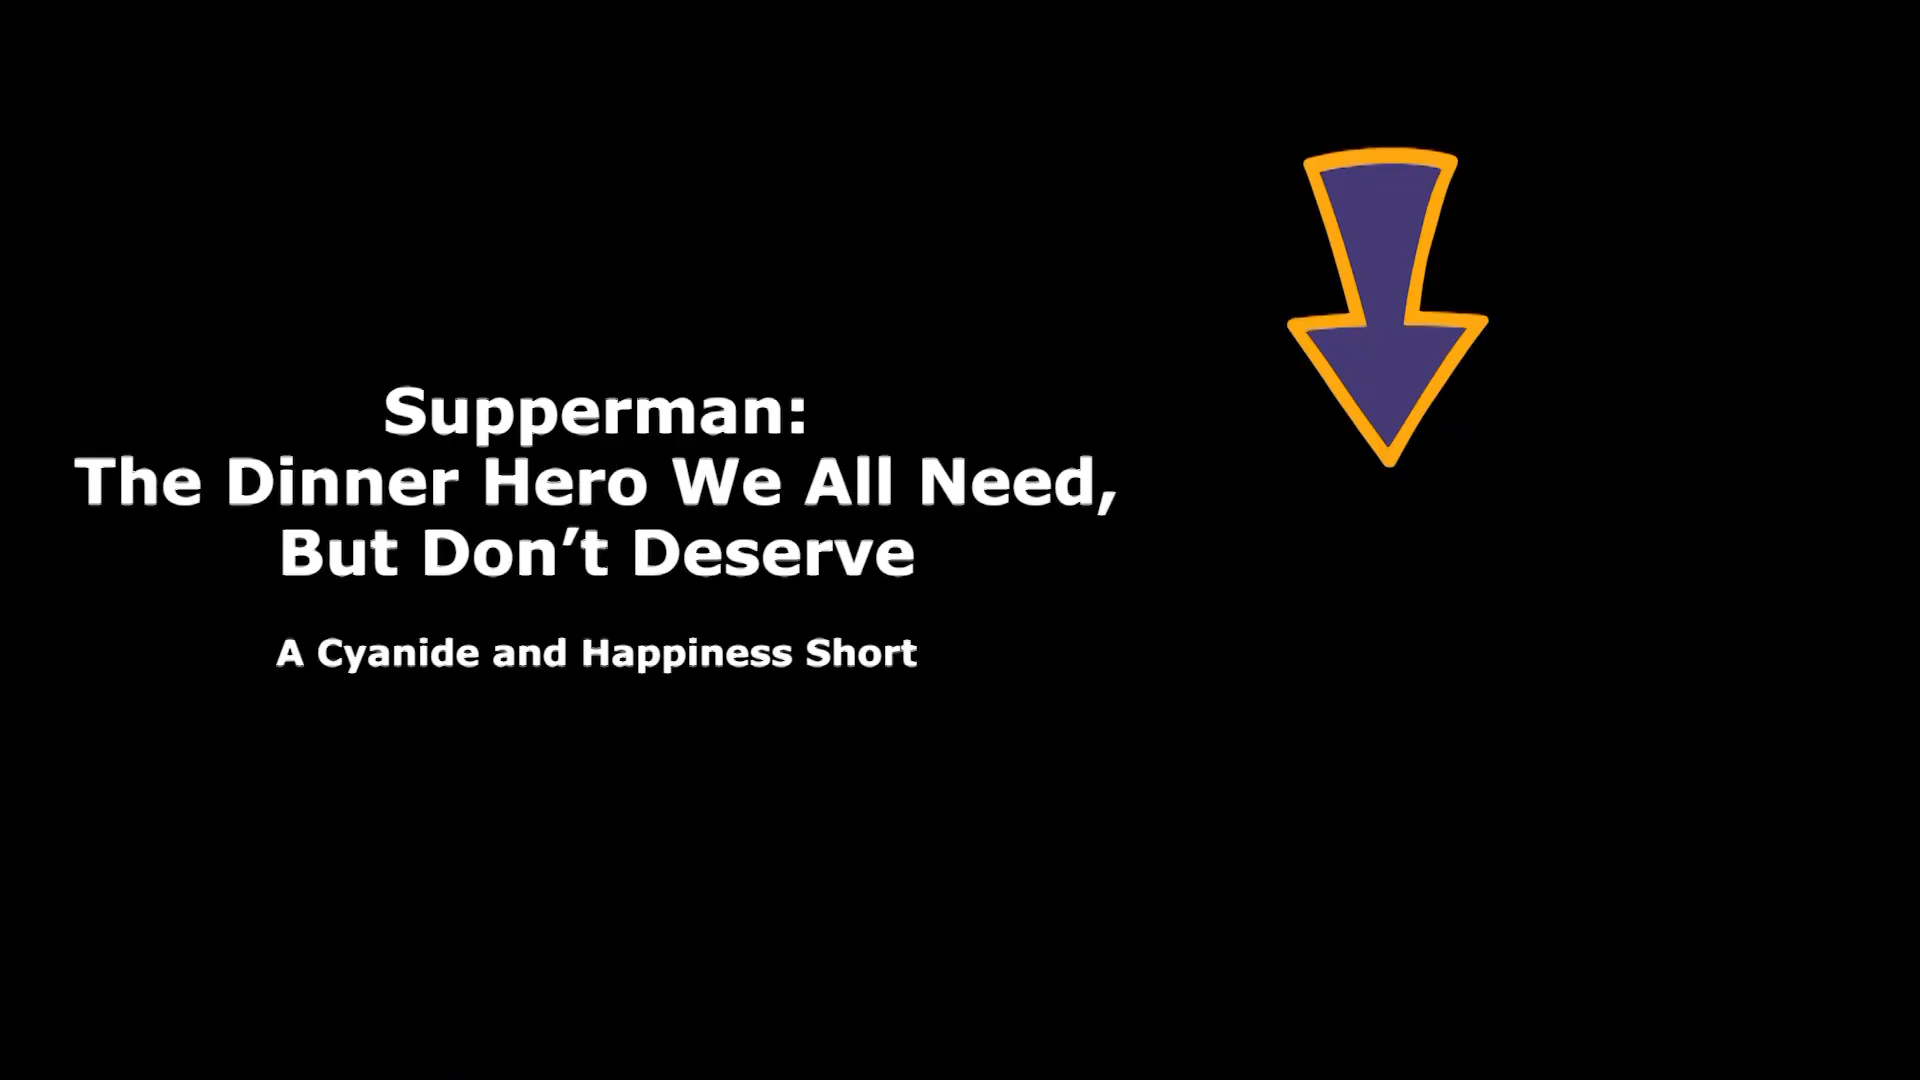 Supperman:
The Dinner Hero We All Need,
But Don’t Deserve
A Cyanide and Happiness Short